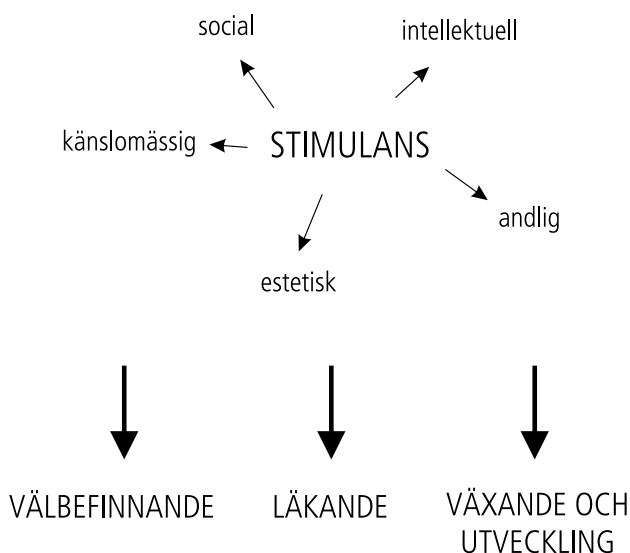 social
intellektuell
känslomässig
STIMULANS
andlig
estetisk
VÄLBEFINNANDE
LÄKANDE
VÄXANDE OCH
UTVECKLING